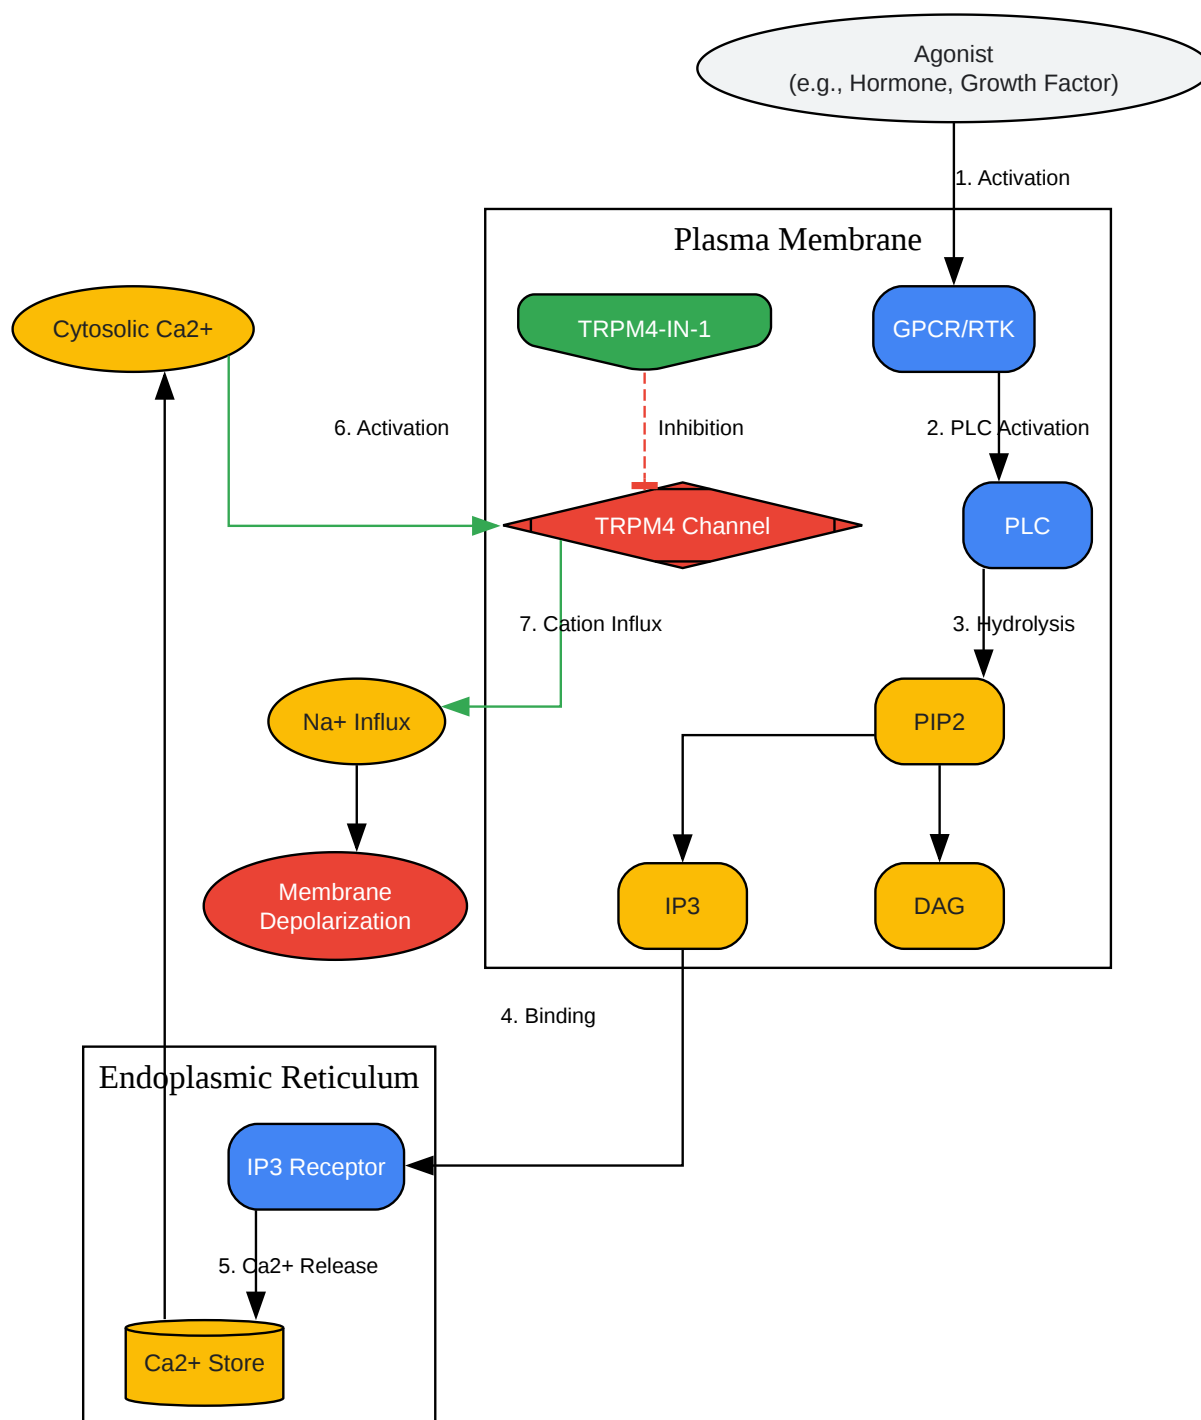 Agonist
(e.g., Hormone, Growth Factor)
1. Activation
Plasma Membrane
Cytosolic Ca2+
TRPM4-IN-1
GPCR/RTK
6. Activation
Inhibition
2. PLC Activation
TRPM4 Channel
PLC
7. Cation Influx
3. Hydrolysis
Na+ Influx
PIP2
Membrane
Depolarization
IP3
DAG
4. Binding
Endoplasmic Reticulum
IP3 Receptor
5. Ca2+ Release
Ca2+ Store